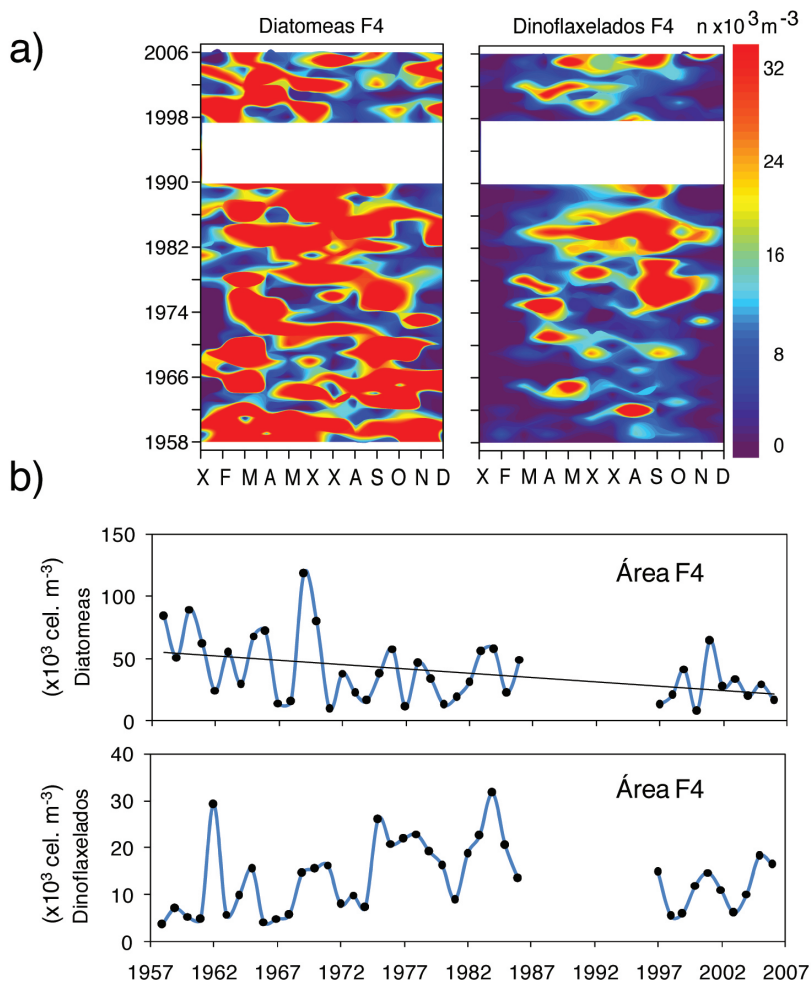 a)
Diatomeas F4
Dinoflaxelados F4
n x10³ m⁻³
2006
1998
1990
1982
1974
1966
1958
32
24
16
8
0
X F M A M X X A S O N D
X F M A M X X A S O N D
b)
(x10³ cel. m⁻³)
Diatomeas
150
100
50
0
Área F4
(x10³ cel. m⁻³)
Dinoflaxelados
40
30
20
10
0
Área F4
1957 1962 1967 1972 1977 1982 1987 1992 1997 2002 2007